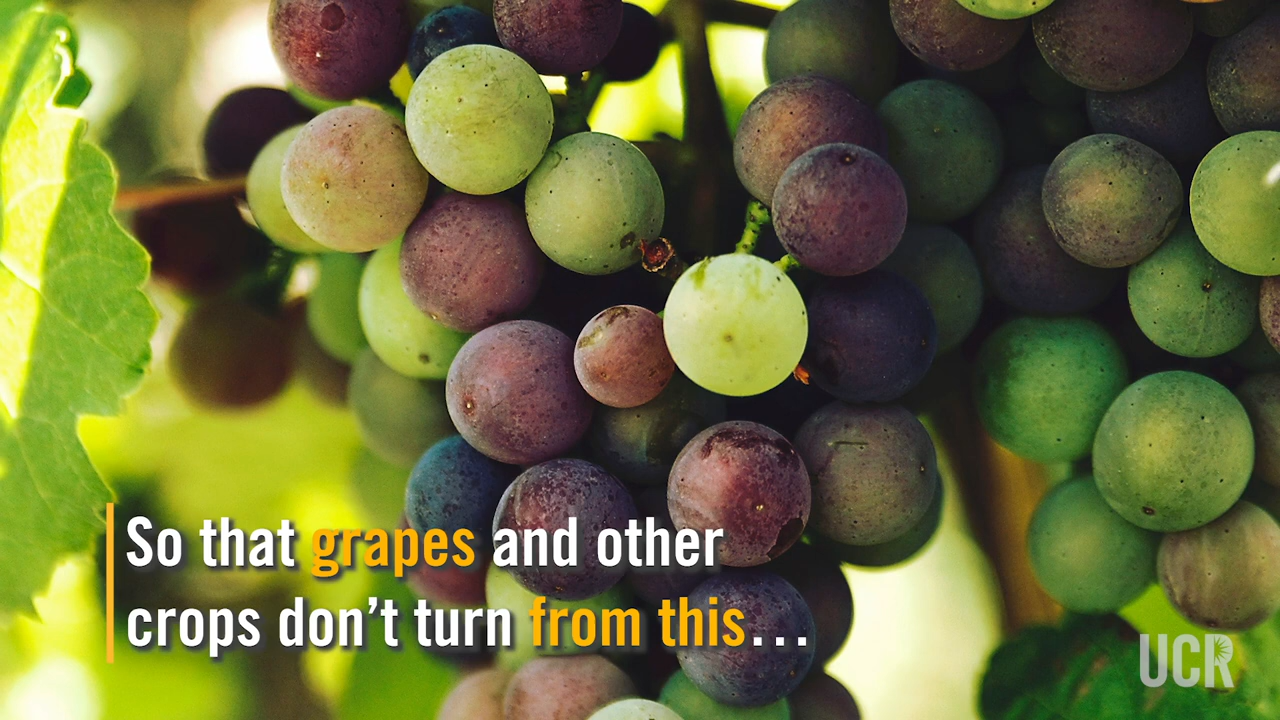 So that grapes and other
crops don’t turn from this...
UCR